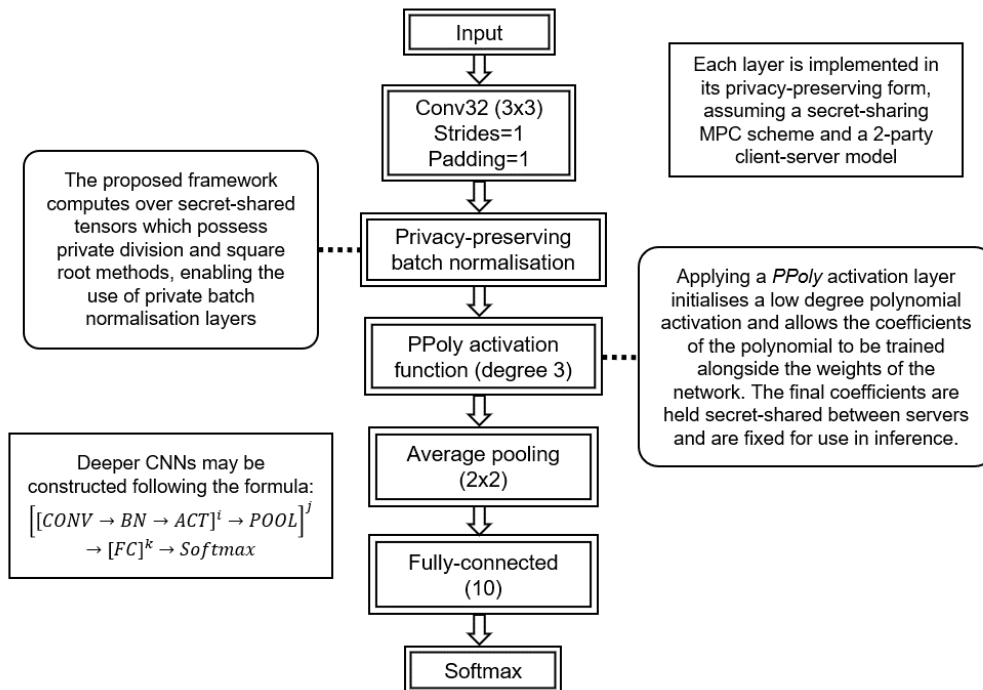 Input
Each layer is implemented in
its privacy-preserving form,
assuming a secret-sharing
MPC scheme and a 2-party
client-server model
Conv32 (3x3)
Strides=1
Padding=1
The proposed framework
computes over secret-shared
tensors which possess
private division and square
root methods, enabling the
use of private batch
normalisation layers
Privacy-preserving
batch normalisation
Applying a PPoly activation layer
initialises a low degree polynomial
activation and allows the coefficients
of the polynomial to be trained
alongside the weights of the
network. The final coefficients are
held secret-shared between servers
and are fixed for use in inference.
PPoly activation
function (degree 3)
Average pooling
(2x2)
Deeper CNNs may be
constructed following the formula:
[[CONV → BN → ACT]^i → POOL]^j
→ [FC]^k → Softmax
Fully-connected
(10)
Softmax